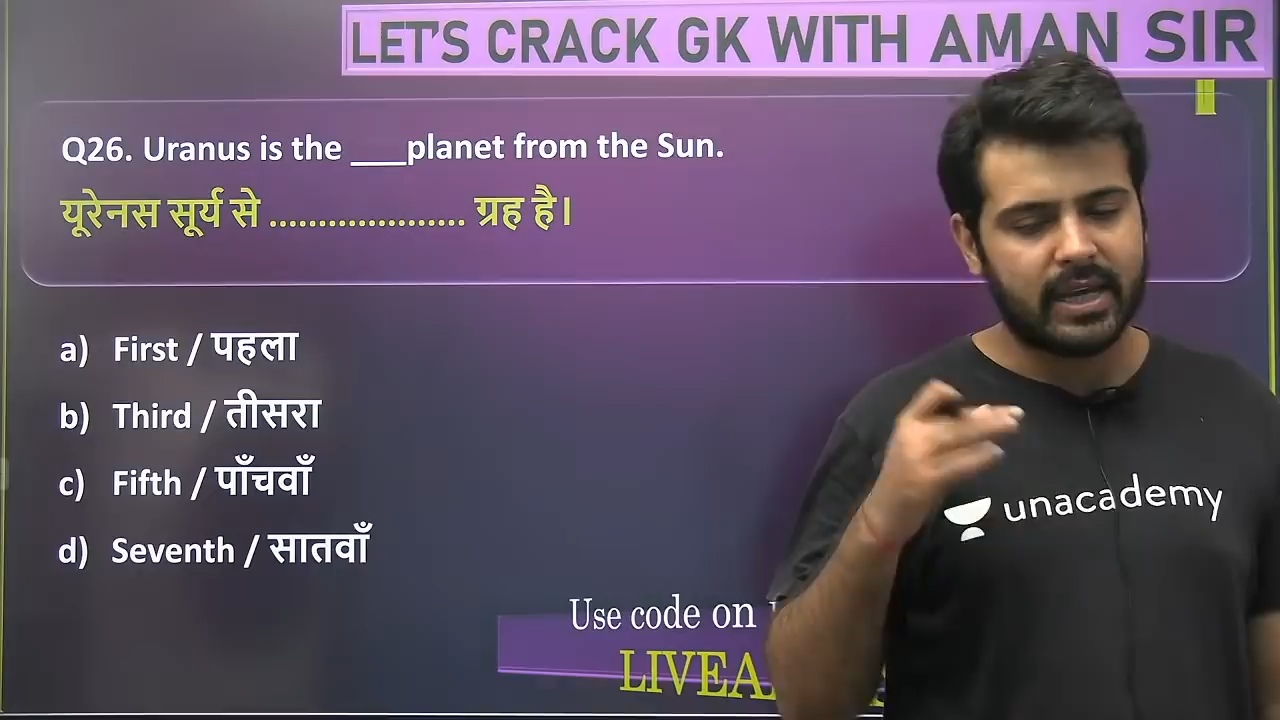 LET'S CRACK GK WITH AMAN SIR
Q26. Uranus is the ___planet from the Sun.
यूरेनस सूर्य से .................... ग्रह है।
a) First / पहला
b) Third / तीसरा
c) Fifth / पाँचवाँ
d) Seventh / सातवाँ
unacademy
Use code on